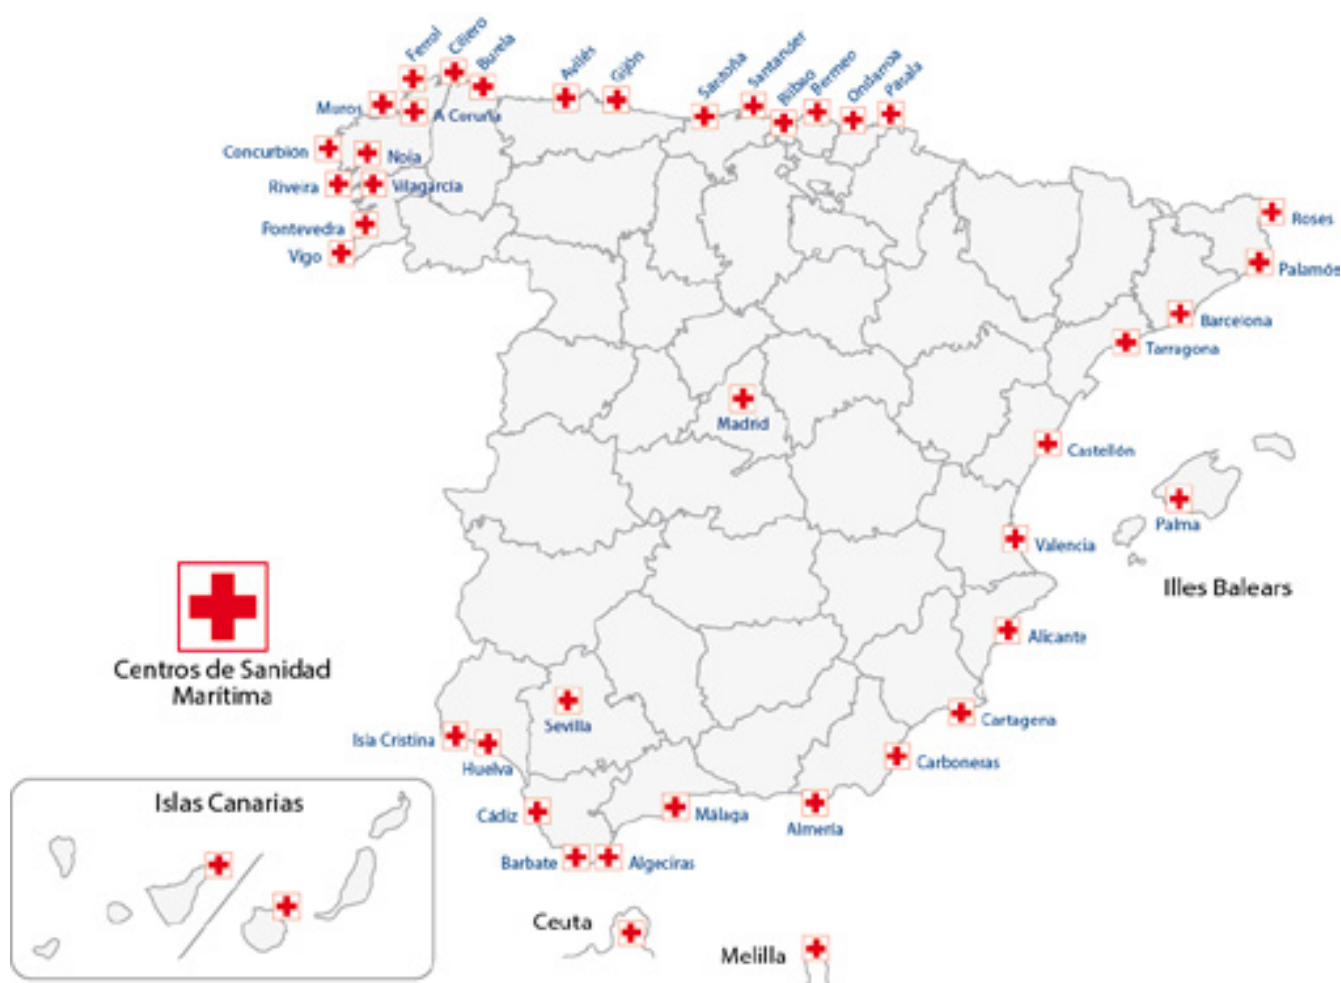 Ferrol
Cillero
Burela
Avilés
Gijón
Santoña
Santander
Bilbao
Bermeo
Ondarroa
Pasaia
Muros
A Coruña
Concurbión
Noia
Riveira
Vilagarcía
Pontevedra
Vigo
Roses
Palamós
Barcelona
Tarragona
Madrid
Castellón
Palma
Valencia
Illes Balears
Alicante
Centros de Sanidad
Marítima
Sevilla
Cartagena
Isla Cristina
Huelva
Carboneras
Islas Canarias
Cádiz
Málaga
Almería
Barbate
Algeciras
Ceuta
Melilla